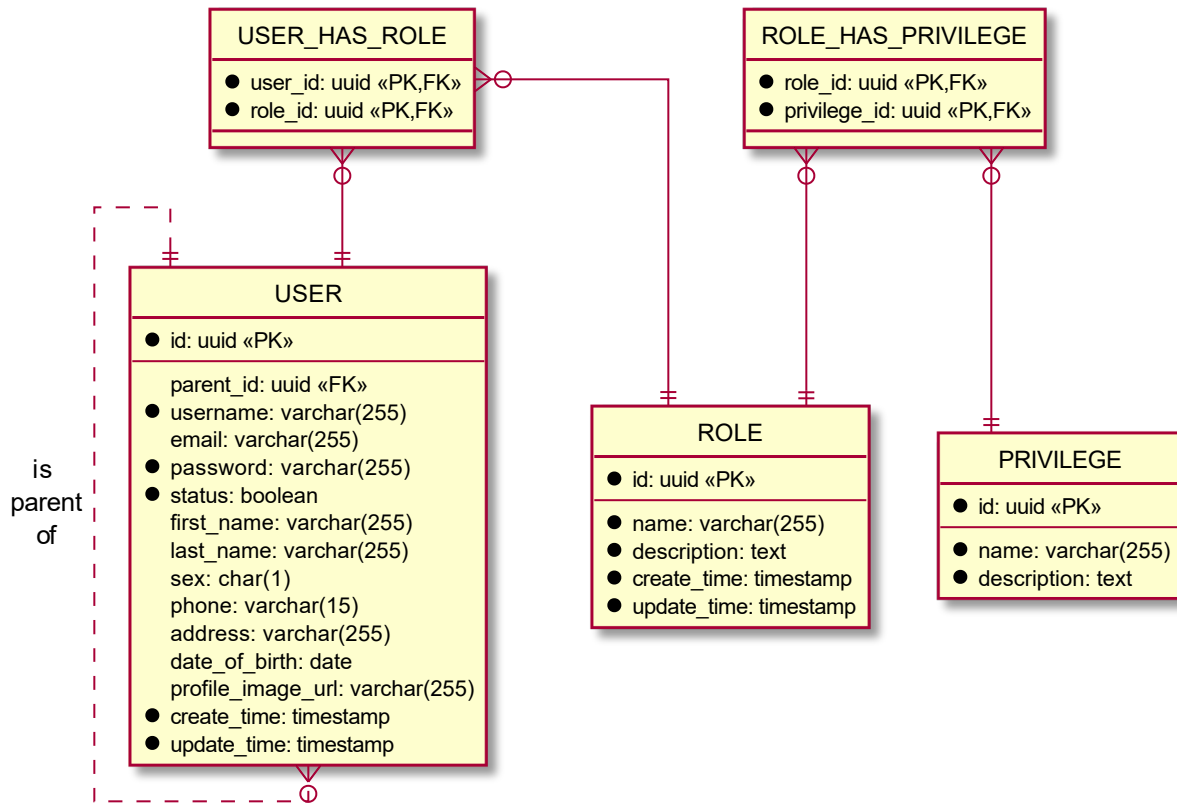 USER_HAS_ROLE
user_id: uuid «PK,FK»
role_id: uuid «PK,FK»
ROLE_HAS_PRIVILEGE
role_id: uuid «PK,FK»
privilege_id: uuid «PK,FK»
is
parent
of
USER
id: uuid «PK»
parent_id: uuid «FK»
username: varchar(255)
email: varchar(255)
password: varchar(255)
status: boolean
first_name: varchar(255)
last_name: varchar(255)
sex: char(1)
phone: varchar(15)
address: varchar(255)
date_of_birth: date
profile_image_url: varchar(255)
create_time: timestamp
update_time: timestamp
ROLE
id: uuid «PK»
name: varchar(255)
description: text
create_time: timestamp
update_time: timestamp
PRIVILEGE
id: uuid «PK»
name: varchar(255)
description: text